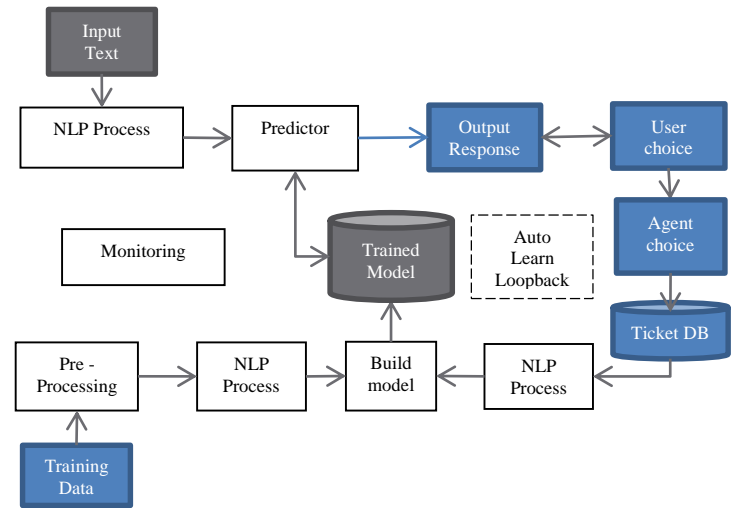 Input
Text
NLP Process
Predictor
Output
Response
User
choice
Agent
choice
Monitoring
Trained
Model
Auto
Learn
Loopback
Ticket DB
Pre -
Processing
NLP
Process
Build
model
NLP
Process
Training
Data